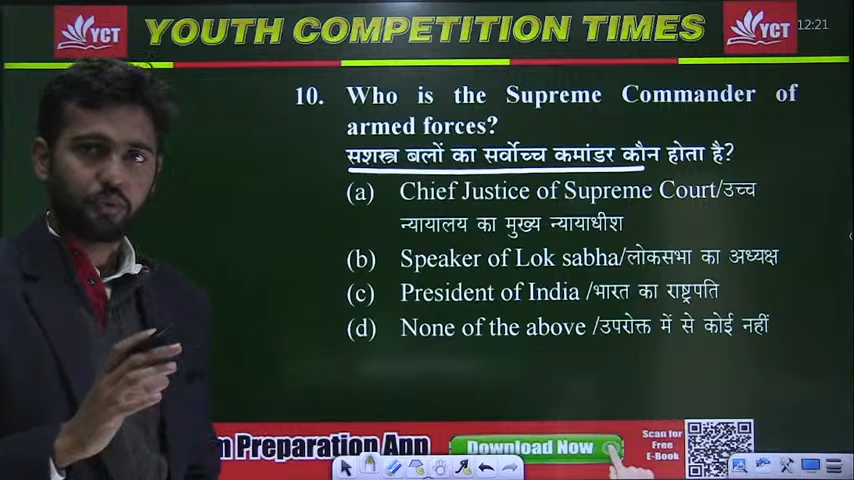 YCT
YOUTH COMPETITION TIMES
YCT
12:21
10. Who is the Supreme Commander of
armed forces?
सशस्त्र बलों का सर्वोच्च कमांडर कौन होता है?
(a) Chief Justice of Supreme Court/उच्च
न्यायालय का मुख्य न्यायाधीश
(b) Speaker of Lok sabha/लोकसभा का अध्यक्ष
(c) President of India /भारत का राष्ट्रपति
(d) None of the above /उपरोक्त में से कोई नहीं
m Preparation App
Download Now
Scan for
Free
E-Book